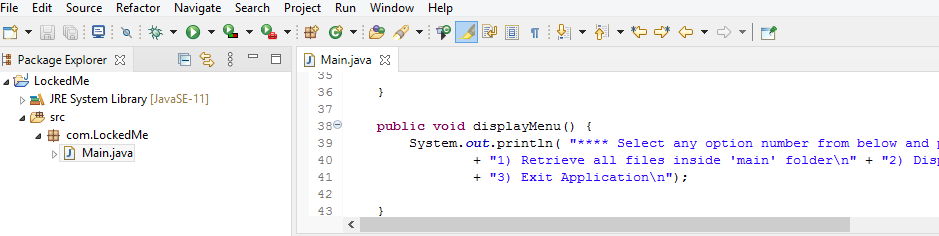 File Edit Source Refactor Navigate Search Project Run Window Help
Package Explorer
LockedMe
JRE System Library [JavaSE-11]
src
com.LockedMe
Main.java
Main.java
35
36 }
37
38 public void displayMenu() {
39 System.out.println( "**** Select any option number from below and p
40 + "1) Retrieve all files inside 'main' folder\n" + "2) Disp
41 + "3) Exit Application\n");
42
43 }